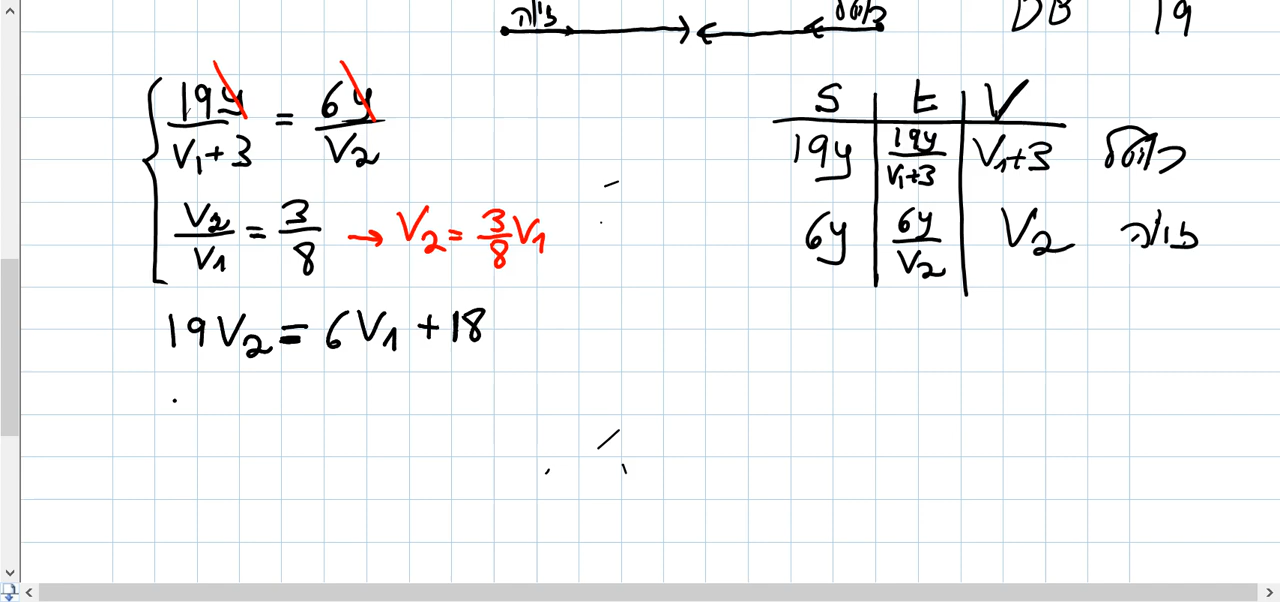 DB 19
19y / (V₁+3) = 6y / V₂
V₂ / V₁ = 3/8 → V₂ = 3/8 V₁
19V₂ = 6V₁ + 18
S t V
19y 19y/(V₁+3) V₁+3
6y 6y/V₂ V₂